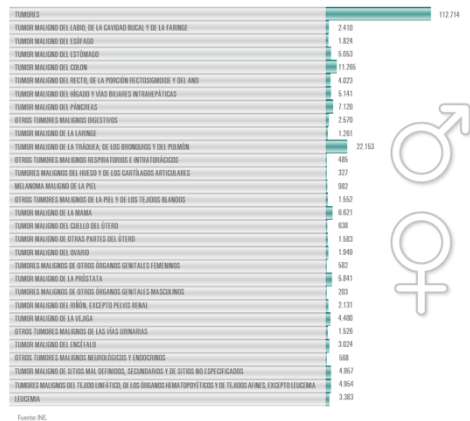 TUMORES 112.714
TUMOR MALIGNO DEL LABIO, DE LA CAVIDAD BUCAL Y DE LA FARINGE 2.410
TUMOR MALIGNO DEL ESÓFAGO 1.824
TUMOR MALIGNO DEL ESTÓMAGO 5.053
TUMOR MALIGNO DEL COLON 11.265
TUMOR MALIGNO DEL RECTO, DE LA PORCIÓN RECTOSIGMOIDE Y DEL ANO 4.023
TUMOR MALIGNO DEL HÍGADO Y VÍAS BILIARES INTRAHEPÁTICAS 5.141
TUMOR MALIGNO DEL PÁNCREAS 7.120
OTROS TUMORES MALIGNOS DIGESTIVOS 2.570
TUMOR MALIGNO DE LA LARINGE 1.261
TUMOR MALIGNO DE LA TRÁQUEA, DE LOS BRONQUIOS Y DEL PULMÓN 22.153
OTROS TUMORES MALIGNOS RESPIRATORIOS E INTRATORÁCICOS 485
TUMORES MALIGNOS DEL HUESO Y DE LOS CARTÍLAGOS ARTICULARES 327
MELANOMA MALIGNO DE LA PIEL 982
OTROS TUMORES MALIGNOS DE LA PIEL Y DE LOS TEJIDOS BLANDOS 1.552
TUMOR MALIGNO DE LA MAMA 6.621
TUMOR MALIGNO DEL CUELLO DEL ÚTERO 638
TUMOR MALIGNO DE OTRAS PARTES DEL ÚTERO 1.583
TUMOR MALIGNO DEL OVARIO 1.949
TUMORES MALIGNOS DE OTROS ÓRGANOS GENITALES FEMENINOS 582
TUMOR MALIGNO DE LA PRÓSTATA 5.841
TUMORES MALIGNOS DE OTROS ÓRGANOS GENITALES MASCULINOS 203
TUMOR MALIGNO DEL RIÑÓN, EXCEPTO PELVIS RENAL 2.131
TUMOR MALIGNO DE LA VEJIGA 4.400
OTROS TUMORES MALIGNOS DE LAS VÍAS URINARIAS 1.526
TUMOR MALIGNO DEL ENCÉFALO 3.024
OTROS TUMORES MALIGNOS NEUROLÓGICOS Y ENDOCRINOS 568
TUMOR MALIGNO DE SITIOS MAL DEFINIDOS, SECUNDARIOS Y DE SITIOS NO ESPECIFICADOS 4.957
TUMORES MALIGNOS DEL TEJIDO LINFÁTICO, DE LOS ÓRGANOS HEMATOPOYÉTICOS Y DE TEJIDOS AFINES, EXCEPTO LEUCEMIA 4.954
LEUCEMIA 3.383
Fuente: INE.